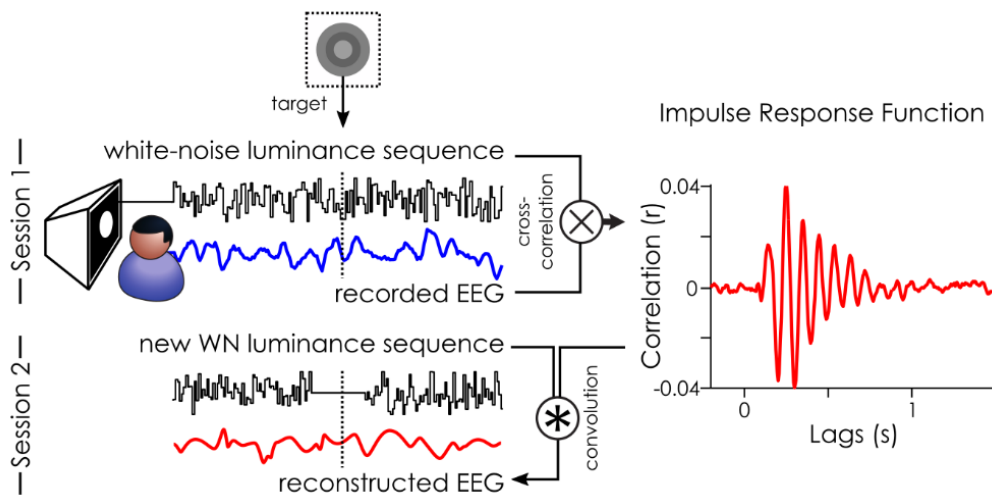 target
Impulse Response Function
Session 1
white-noise luminance sequence
cross-
correlation
recorded EEG
Session 2
new WN luminance sequence
convolution
reconstructed EEG
0.04
0
-0.04
Correlation (r)
0
1
Lags (s)